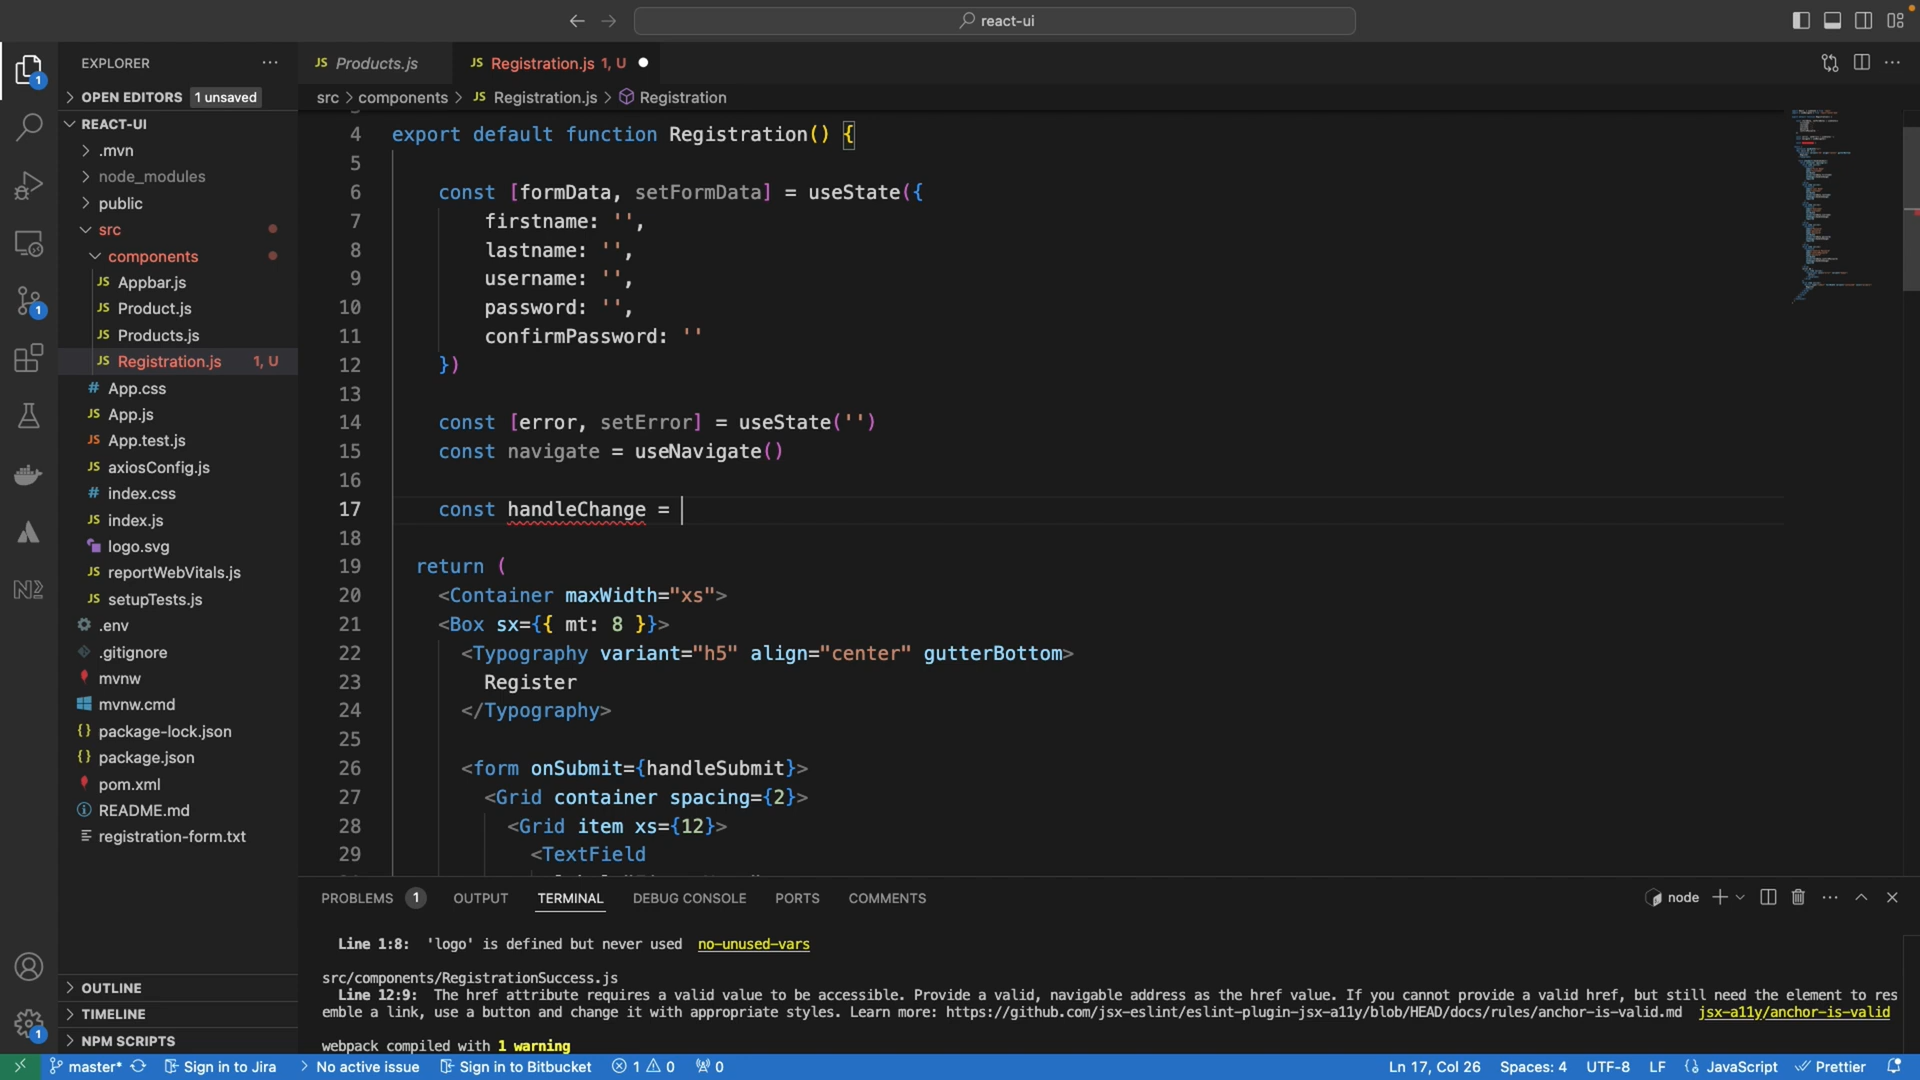 react-ui
EXPLORER
OPEN EDITORS 1 unsaved
REACT-UI
.mvn
node_modules
public
src
components
JS Appbar.js
JS Product.js
JS Products.js
JS Registration.js 1, U
# App.css
JS App.js
JS App.test.js
JS axiosConfig.js
# index.css
JS index.js
logo.svg
JS reportWebVitals.js
JS setupTests.js
.env
.gitignore
mvnw
mvnw.cmd
{} package-lock.json
{} package.json
pom.xml
README.md
registration-form.txt
OUTLINE
TIMELINE
NPM SCRIPTS
JS Products.js
JS Registration.js 1, U
src > components > JS Registration.js > Registration
4 export default function Registration() {
5
6 const [formData, setFormData] = useState({
7 firstname: '',
8 lastname: '',
9 username: '',
10 password: '',
11 confirmPassword: ''
12 })
13
14 const [error, setError] = useState('')
15 const navigate = useNavigate()
16
17 const handleChange =
18
19 return (
20 <Container maxWidth="xs">
21 <Box sx={{ mt: 8 }}>
22 <Typography variant="h5" align="center" gutterBottom>
23 Register
24 </Typography>
25
26 <form onSubmit={handleSubmit}>
27 <Grid container spacing={2}>
28 <Grid item xs={12}>
29 <TextField
PROBLEMS 1 OUTPUT TERMINAL DEBUG CONSOLE PORTS COMMENTS
node
Line 1:8: 'logo' is defined but never used no-unused-vars
src/components/RegistrationSuccess.js
Line 12:9: The href attribute requires a valid value to be accessible. Provide a valid, navigable address as the href value. If you cannot provide a valid href, but still need the element to res
emble a link, use a button and change it with appropriate styles. Learn more: https://github.com/jsx-eslint/eslint-plugin-jsx-a11y/blob/HEAD/docs/rules/anchor-is-valid.md jsx-a11y/anchor-is-valid
webpack compiled with 1 warning
master* Sign in to Jira No active issue Sign in to Bitbucket 1 0 0 Ln 17, Col 26 Spaces: 4 UTF-8 LF {} JavaScript Prettier